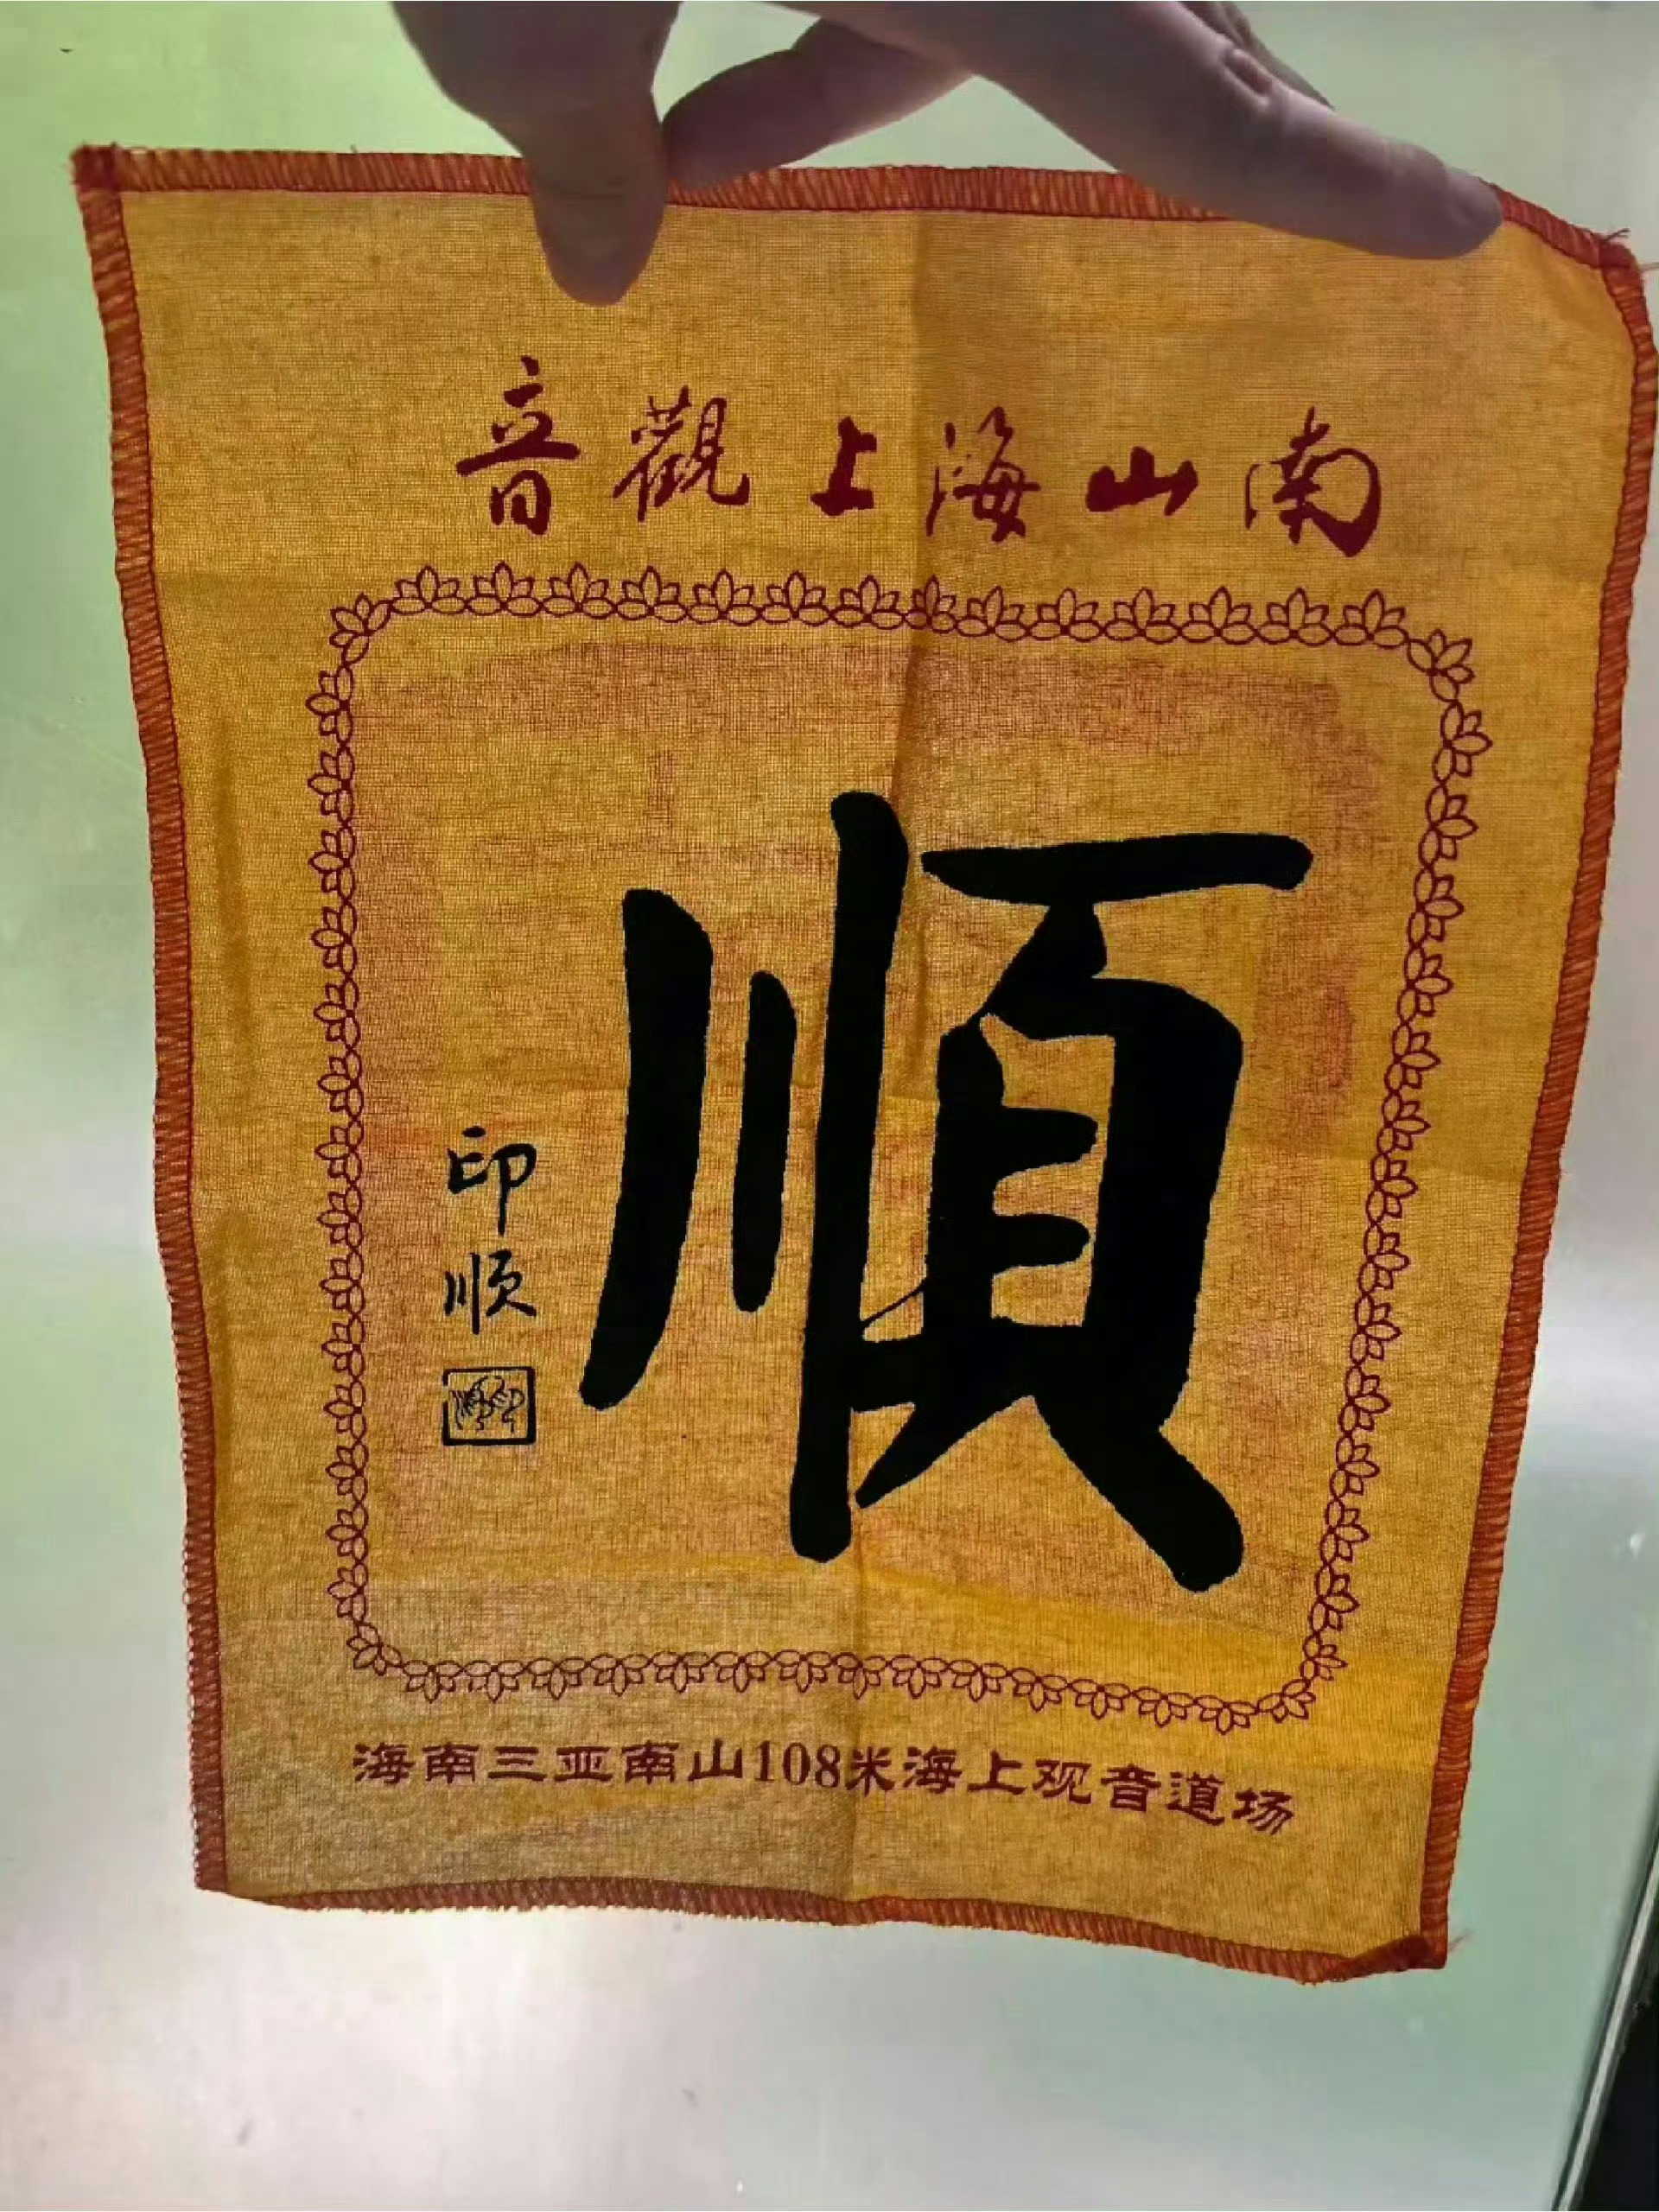 南山海上觀音
順
印顺
海南三亚南山108米海上观音道场